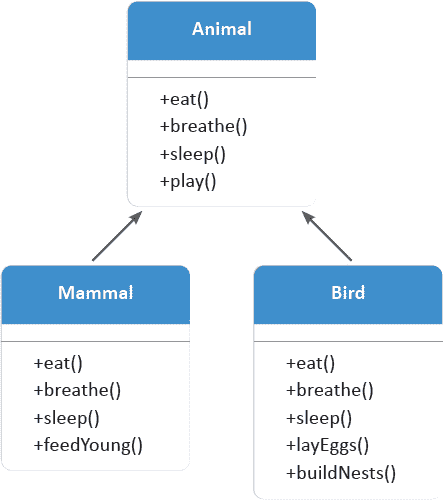 Animal
+eat()
+breathe()
+sleep()
+play()
Mammal
+eat()
+breathe()
+sleep()
+feedYoung()
Bird
+eat()
+breathe()
+sleep()
+layEggs()
+buildNests()